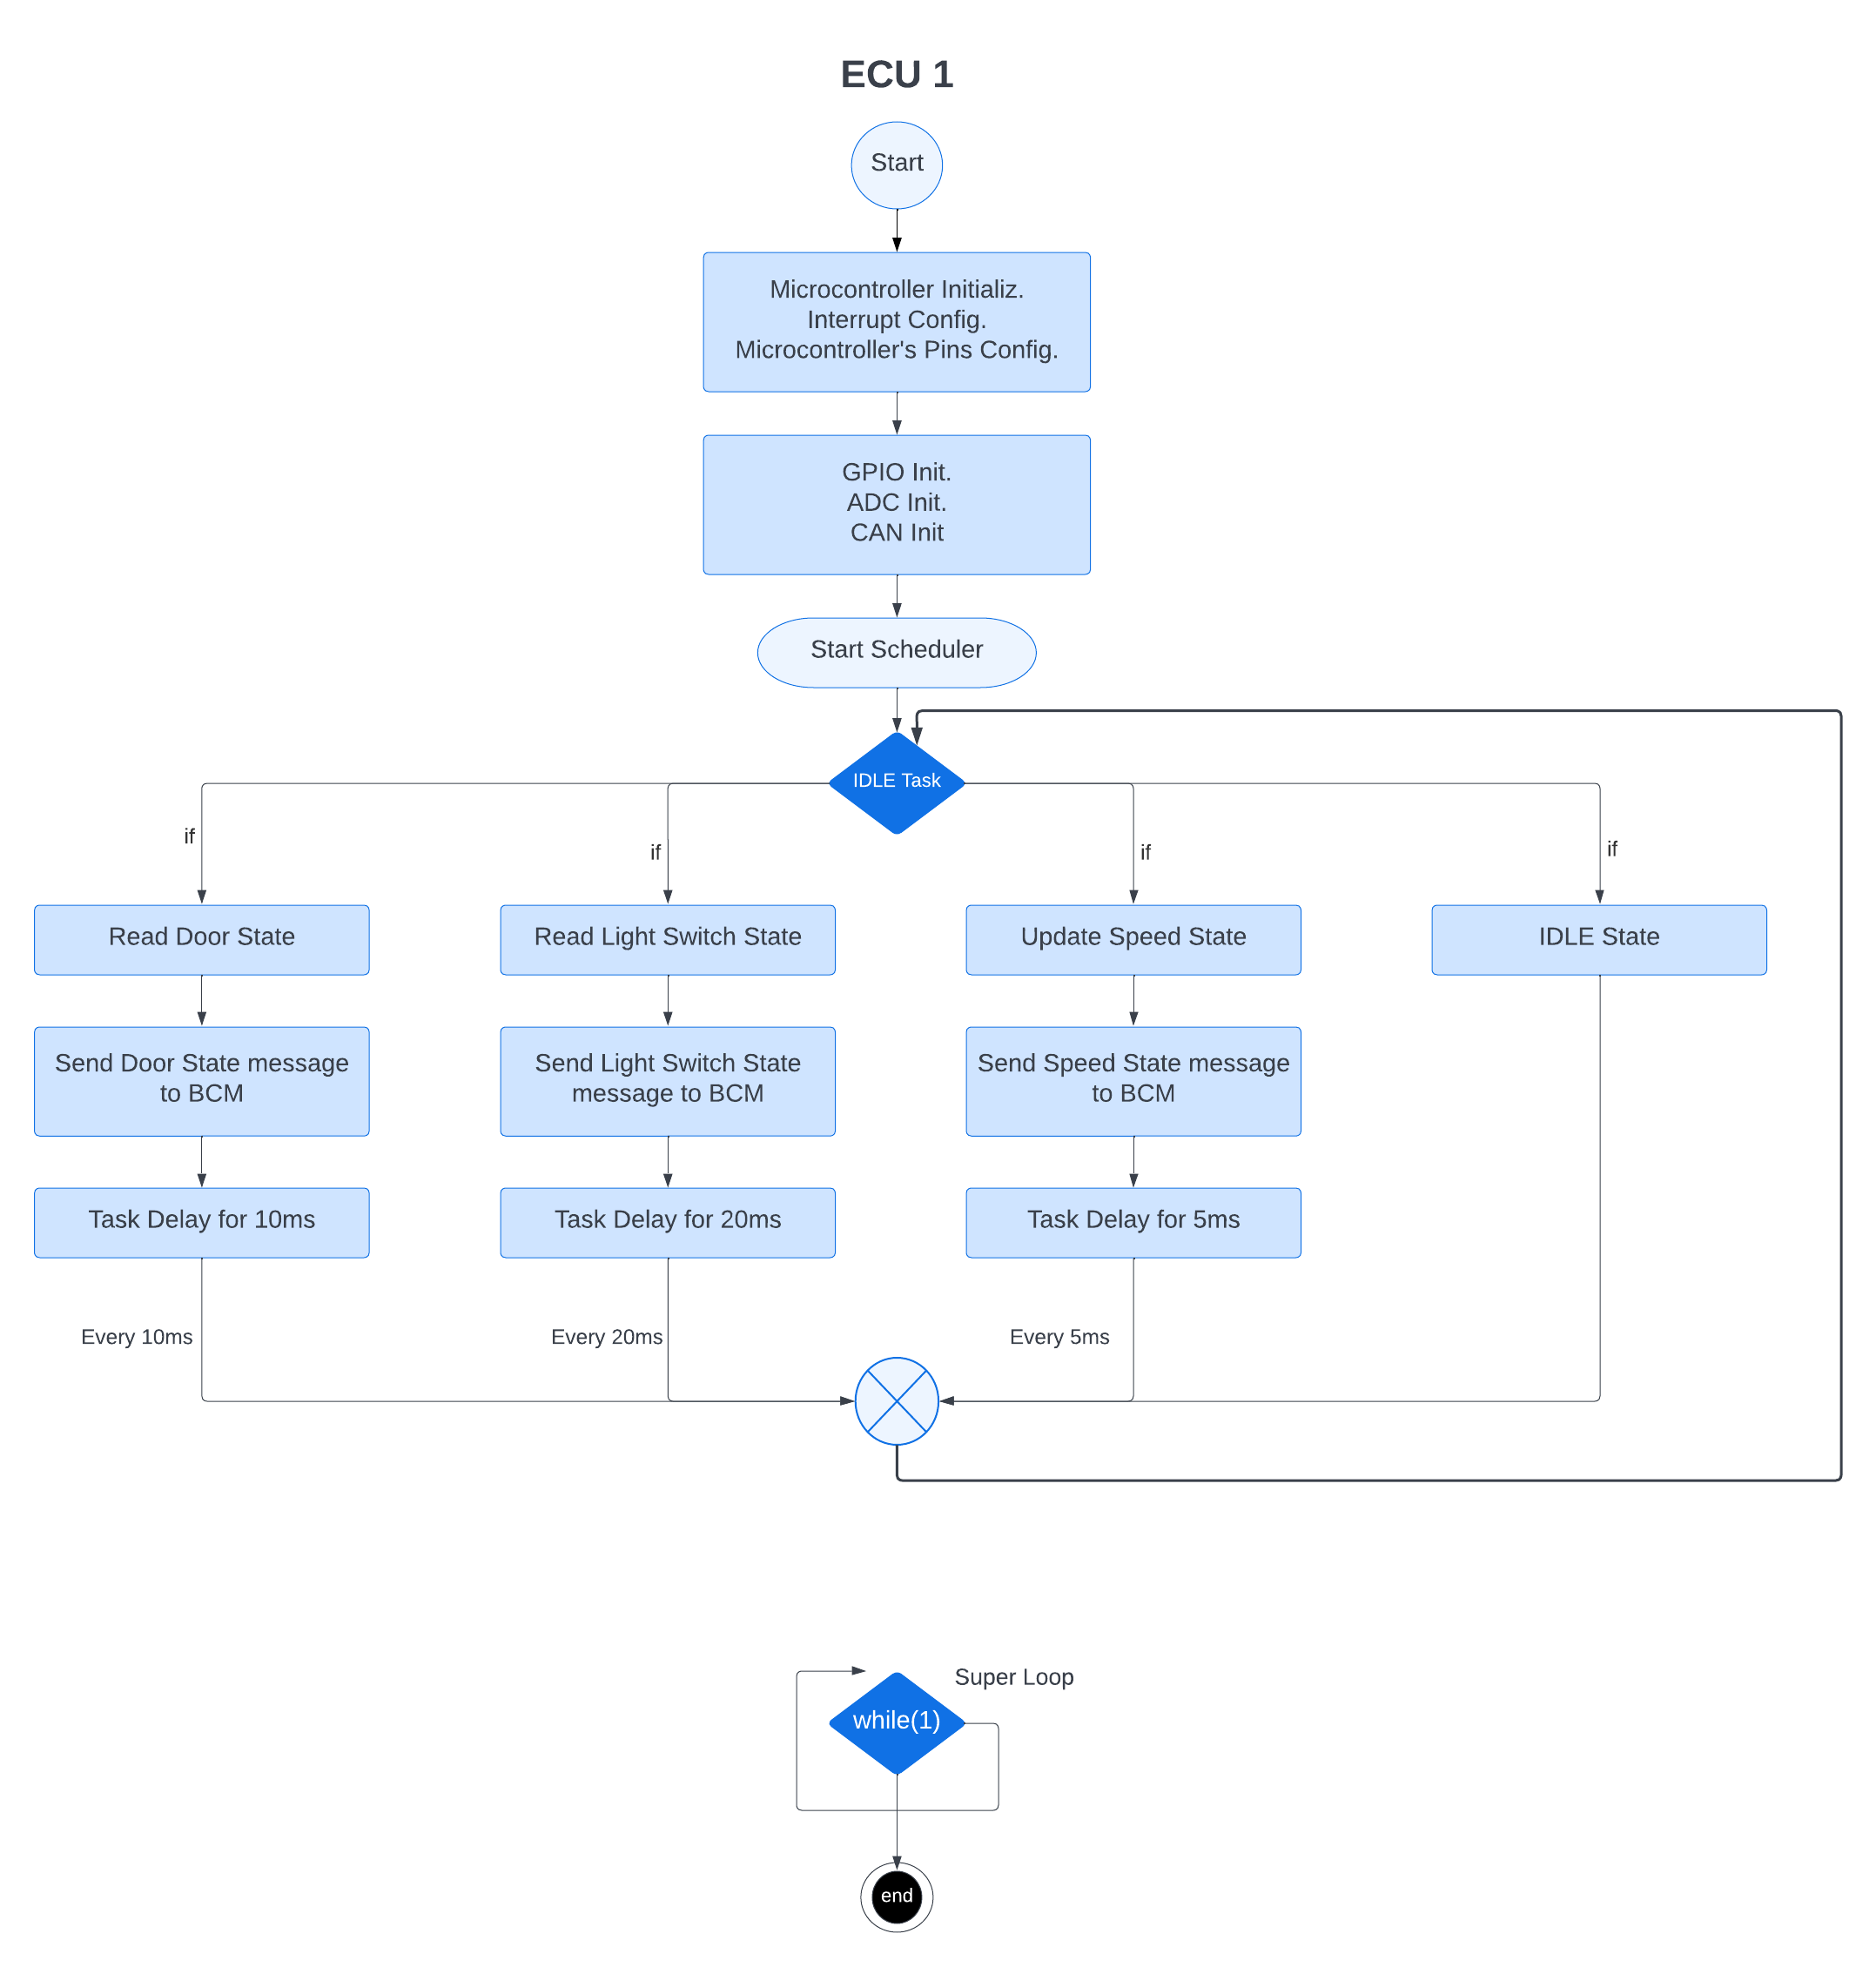 ECU 1
Start
Microcontroller Initializ.
Interrupt Config.
Microcontroller's Pins Config.
GPIO Init.
ADC Init.
CAN Init
Start Scheduler
IDLE Task
if
if
if
if
Read Door State
Read Light Switch State
Update Speed State
IDLE State
Send Door State message
to BCM
Send Light Switch State
message to BCM
Send Speed State message
to BCM
Task Delay for 10ms
Task Delay for 20ms
Task Delay for 5ms
Every 10ms
Every 20ms
Every 5ms
Super Loop
while(1)
end